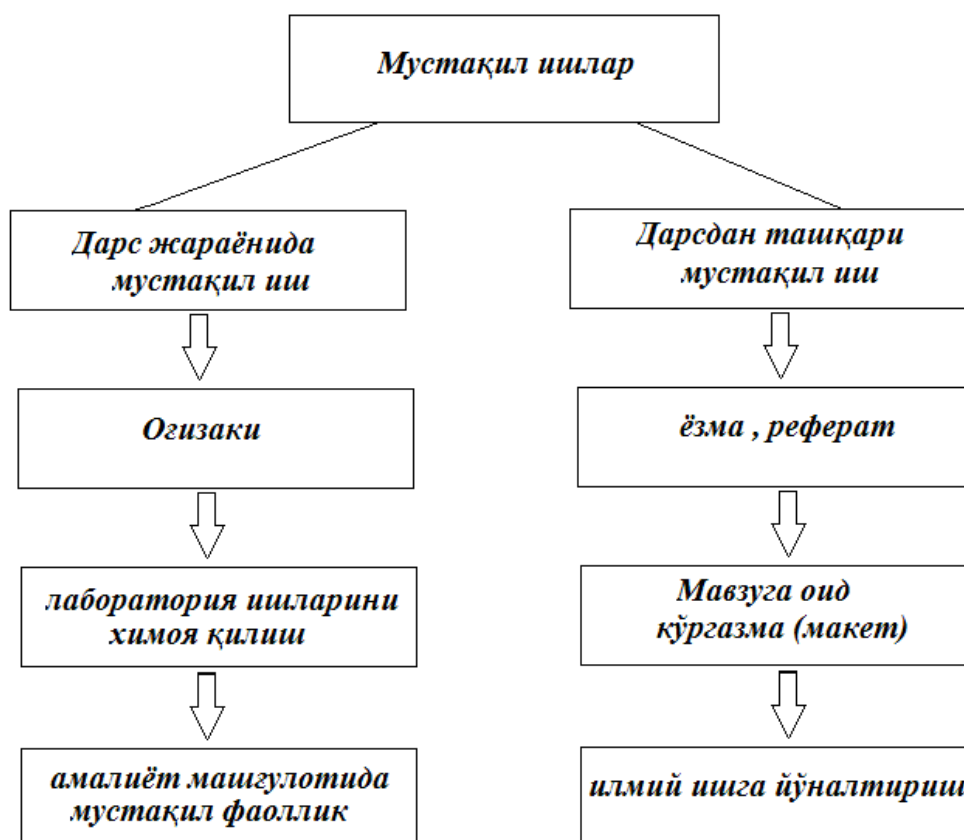 Мустақил ишлар
Дарс жараёнида
мустақил иш
Оғизаки
лаборатория ишларини
химоя қилиш
амалиёт машғулотида
мустақил фаоллик
Дарсдан ташқари
мустақил иш
ёзма , реферат
Мавзуга оид
кўргазма (макет)
илмий ишга йўналтириш